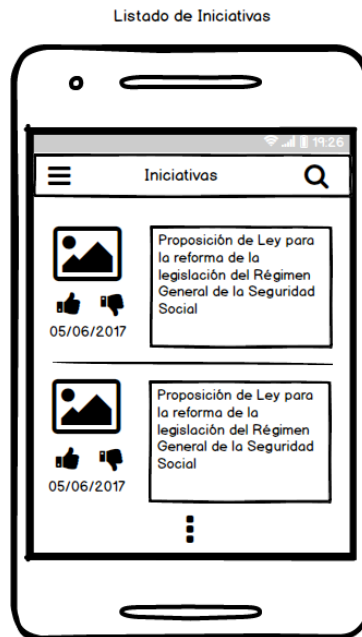 Listado de Iniciativas
19:26
Iniciativas
Proposición de Ley para
la reforma de la
legislación del Régimen
General de la Seguridad
Social
05/06/2017
Proposición de Ley para
la reforma de la
legislación del Régimen
General de la Seguridad
Social
05/06/2017